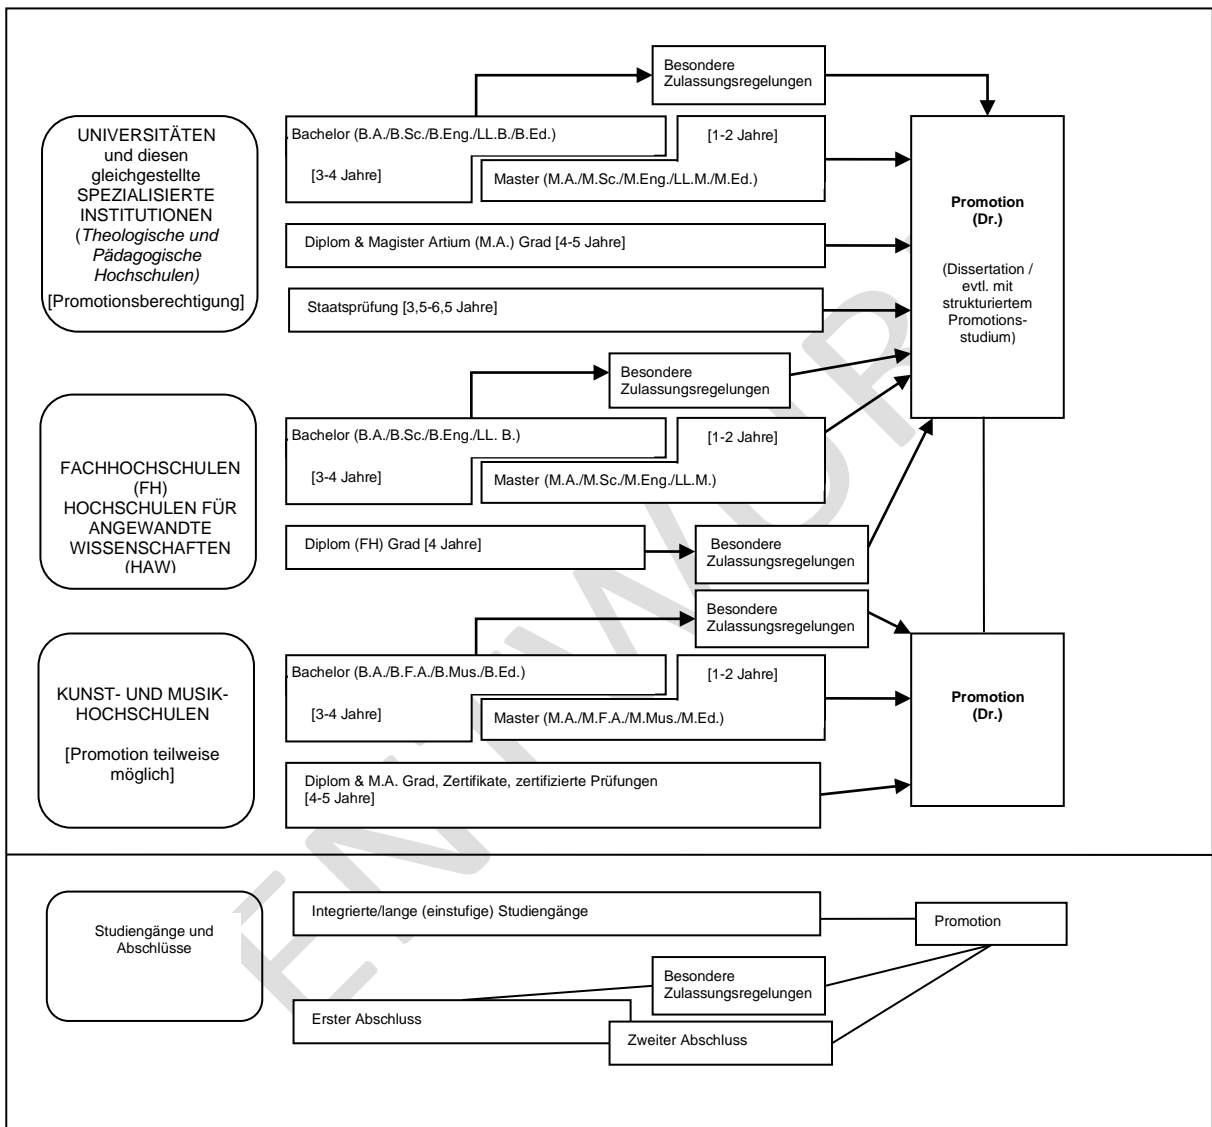 Besondere
Zulassungsregelungen
UNIVERSITÄTEN
und diesen
gleichgestellte
SPEZIALISIERTE
INSTITUTIONEN
(Theologische und
Pädagogische
Hochschulen)
[Promotionsberechtigung]
Bachelor (B.A./B.Sc./B.Eng./LL.B./B.Ed.)
[3-4 Jahre]
[1-2 Jahre]
Master (M.A./M.Sc./M.Eng./LL.M./M.Ed.)
Diplom & Magister Artium (M.A.) Grad [4-5 Jahre]
Staatsprüfung [3,5-6,5 Jahre]
Promotion
(Dr.)
(Dissertation /
evtl. mit
strukturiertem
Promotions-
studium)
Besondere
Zulassungsregelungen
FACHHOCHSCHULEN
(FH)
HOCHSCHULEN FÜR
ANGEWANDTE
WISSENSCHAFTEN
(HAW)
Bachelor (B.A./B.Sc./B.Eng./LL. B.)
[3-4 Jahre]
[1-2 Jahre]
Master (M.A./M.Sc./M.Eng./LL.M.)
Diplom (FH) Grad [4 Jahre]
Besondere
Zulassungsregelungen
Besondere
Zulassungsregelungen
KUNST- UND MUSIK-
HOCHSCHULEN
[Promotion teilweise
möglich]
Bachelor (B.A./B.F.A./B.Mus./B.Ed.)
[3-4 Jahre]
[1-2 Jahre]
Master (M.A./M.F.A./M.Mus./M.Ed.)
Diplom & M.A. Grad, Zertifikate, zertifizierte Prüfungen
[4-5 Jahre]
Promotion
(Dr.)
Studiengänge und
Abschlüsse
Integrierte/lange (einstufige) Studiengänge
Promotion
Besondere
Zulassungsregelungen
Erster Abschluss
Zweiter Abschluss
ENTWURF